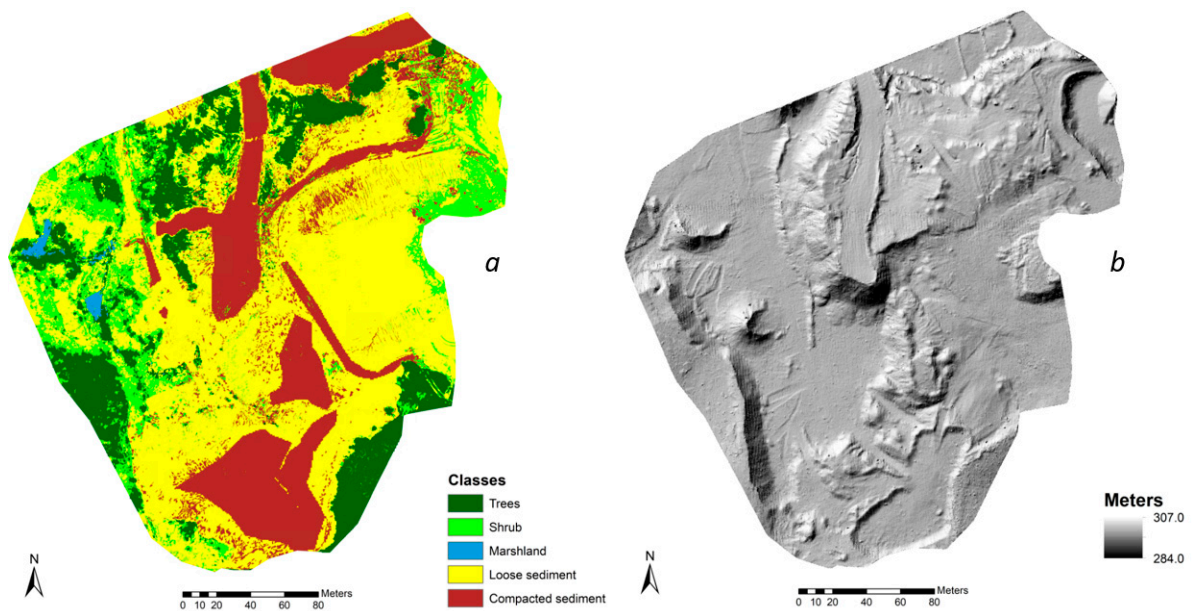 a
Classes
Trees
Shrub
Marshland
Loose sediment
Compacted sediment
N
Meters
0 10 20 40 60 80
b
Meters
307.0
284.0
N
Meters
0 10 20 40 60 80